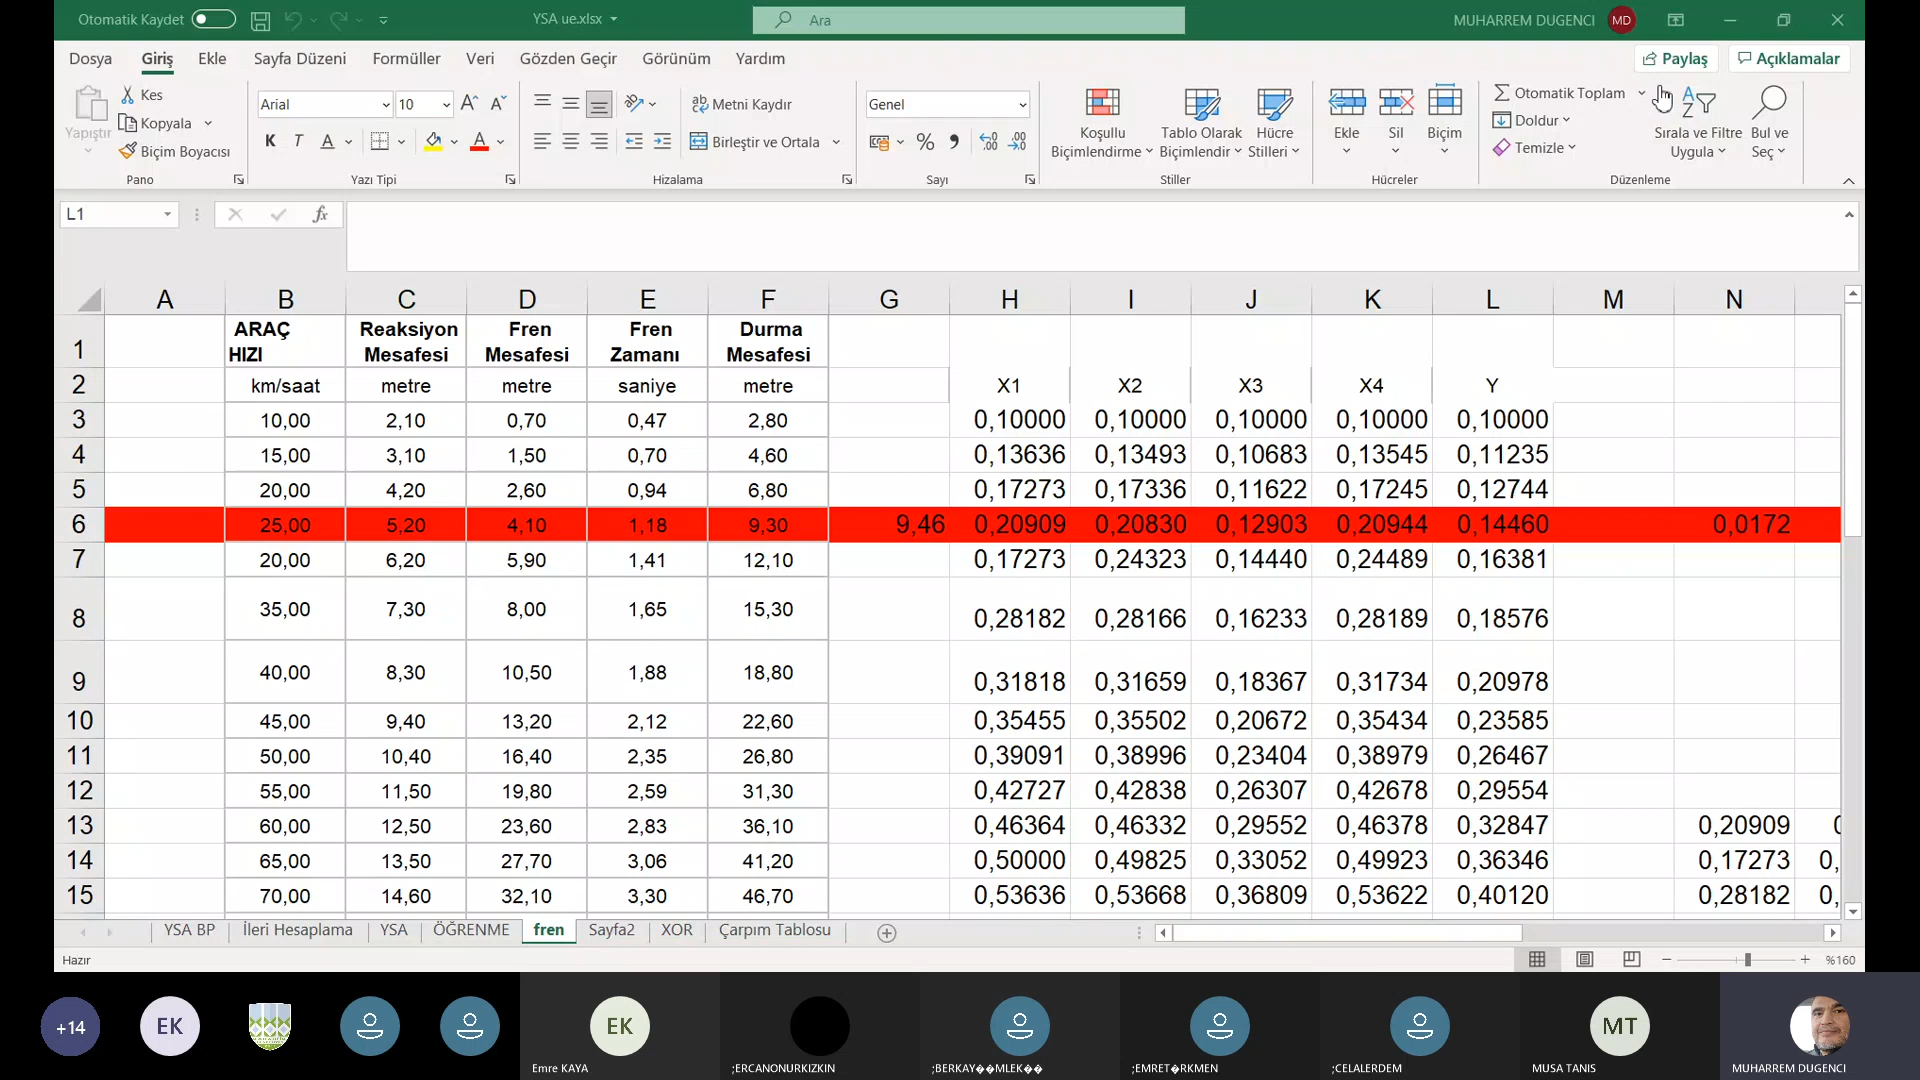 Otomatik Kaydet
YSA ue.xlsx
Ara
MUHARREM DUGENCI
MD
Dosya Giriş Ekle Sayfa Düzeni Formüller Veri Gözden Geçir Görünüm Yardım
Paylaş
Açıklamalar
Yapıştır
Kes
Kopyala
Biçim Boyacısı
Pano
Arial 10
K T A
Yazı Tipi
Metni Kaydır
Birleştir ve Ortala
Hizalama
Genel
Sayı
Koşullu Biçimlendirme
Tablo Olarak Biçimlendir
Hücre Stilleri
Stiller
Ekle Sil Biçim
Hücreler
Otomatik Toplam
Doldur
Temizle
Sırala ve Filtre Uygula
Bul ve Seç
Düzenleme
L1
fx
A B C D E F G H I J K L M N
1 ARAÇ HIZI Reaksiyon Mesafesi Fren Mesafesi Fren Zamanı Durma Mesafesi
2 km/saat metre metre saniye metre X1 X2 X3 X4 Y
3 10,00 2,10 0,70 0,47 2,80 0,10000 0,10000 0,10000 0,10000 0,10000
4 15,00 3,10 1,50 0,70 4,60 0,13636 0,13493 0,10683 0,13545 0,11235
5 20,00 4,20 2,60 0,94 6,80 0,17273 0,17336 0,11622 0,17245 0,12744
6 25,00 5,20 4,10 1,18 9,30 9,46 0,20909 0,20830 0,12903 0,20944 0,14460 0,0172
7 20,00 6,20 5,90 1,41 12,10 0,17273 0,24323 0,14440 0,24489 0,16381
8 35,00 7,30 8,00 1,65 15,30 0,28182 0,28166 0,16233 0,28189 0,18576
9 40,00 8,30 10,50 1,88 18,80 0,31818 0,31659 0,18367 0,31734 0,20978
10 45,00 9,40 13,20 2,12 22,60 0,35455 0,35502 0,20672 0,35434 0,23585
11 50,00 10,40 16,40 2,35 26,80 0,39091 0,38996 0,23404 0,38979 0,26467
12 55,00 11,50 19,80 2,59 31,30 0,42727 0,42838 0,26307 0,42678 0,29554
13 60,00 12,50 23,60 2,83 36,10 0,46364 0,46332 0,29552 0,46378 0,32847 0,20909
14 65,00 13,50 27,70 3,06 41,20 0,50000 0,49825 0,33052 0,49923 0,36346 0,17273 0,
15 70,00 14,60 32,10 3,30 46,70 0,53636 0,53668 0,36809 0,53622 0,40120 0,28182 0,
YSA BP İleri Hesaplama YSA ÖĞRENME fren Sayfa2 XOR Çarpım Tablosu
Hazır
%160
+14
EK
EK
MT
Emre KAYA
;ERCANONURKIZKIN
;BERKAY��MLEK��
;EMRET�RKMEN
;CELALERDEM
MUSA TANIS
MUHARREM DUGENCI